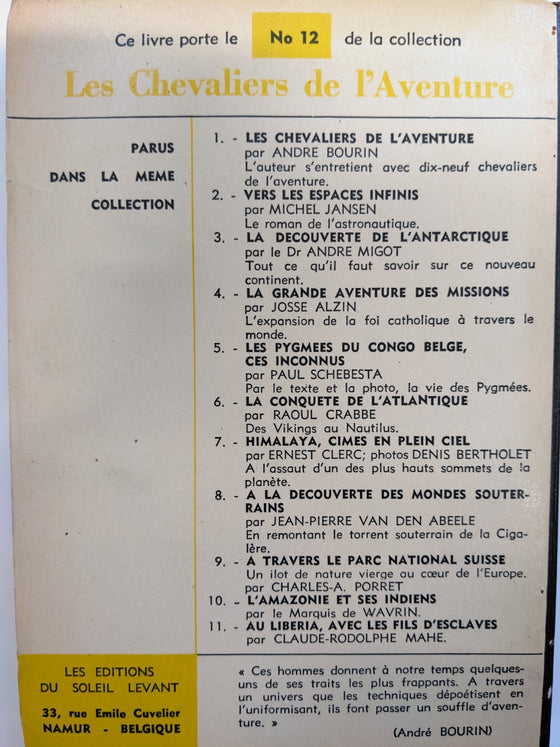 Ce livre porte le No 12 de la collection
Les Chevaliers de l'Aventure
PARUS
DANS LA MEME
COLLECTION
1. - LES CHEVALIERS DE L'AVENTURE
par ANDRE BOURIN
L'auteur s'entretient avec dix-neuf chevaliers
de l'aventure.
2. - VERS LES ESPACES INFINIS
par MICHEL JANSEN
Le roman de l'astronautique.
3. - LA DECOUVERTE DE L'ANTARCTIQUE
par le Dr ANDRE MIGOT
Tout ce qu'il faut savoir sur ce nouveau
continent.
4. - LA GRANDE AVENTURE DES MISSIONS
par JOSSE ALZIN
L'expansion de la foi catholique à travers le
monde.
5. - LES PYGMEES DU CONGO BELGE,
CES INCONNUS
par PAUL SCHEBESTA
Par le texte et la photo, la vie des Pygmées.
6. - LA CONQUETE DE L'ATLANTIQUE
par RAOUL CRABBE
Des Vikings au Nautilus.
7. - HIMALAYA, CIMES EN PLEIN CIEL
par ERNEST CLERC; photos DENIS BERTHOLET
A l'assaut d'un des plus hauts sommets de la
planète.
8. - A LA DECOUVERTE DES MONDES SOUTER-
RAINS
par JEAN-PIERRE VAN DEN ABEELE
En remontant le torrent souterrain de la Ciga-
lère.
9. - A TRAVERS LE PARC NATIONAL SUISSE
Un ilot de nature vierge au cœur de l'Europe.
par CHARLES-A. PORRET
10. - L'AMAZONIE ET SES INDIENS
par le Marquis de WAVRIN.
11. - AU LIBERIA, AVEC LES FILS D'ESCLAVES
par CLAUDE-RODOLPHE MAHE.
LES EDITIONS
DU SOLEIL LEVANT
33, rue Emile Cuvelier
NAMUR - BELGIQUE
« Ces hommes donnent à notre temps quelques-
uns de ses traits les plus frappants. A travers
un univers que les techniques dépoétisent en
l'uniformisant, ils font passer un souffle d'aven-
ture. »
(André BOURIN)